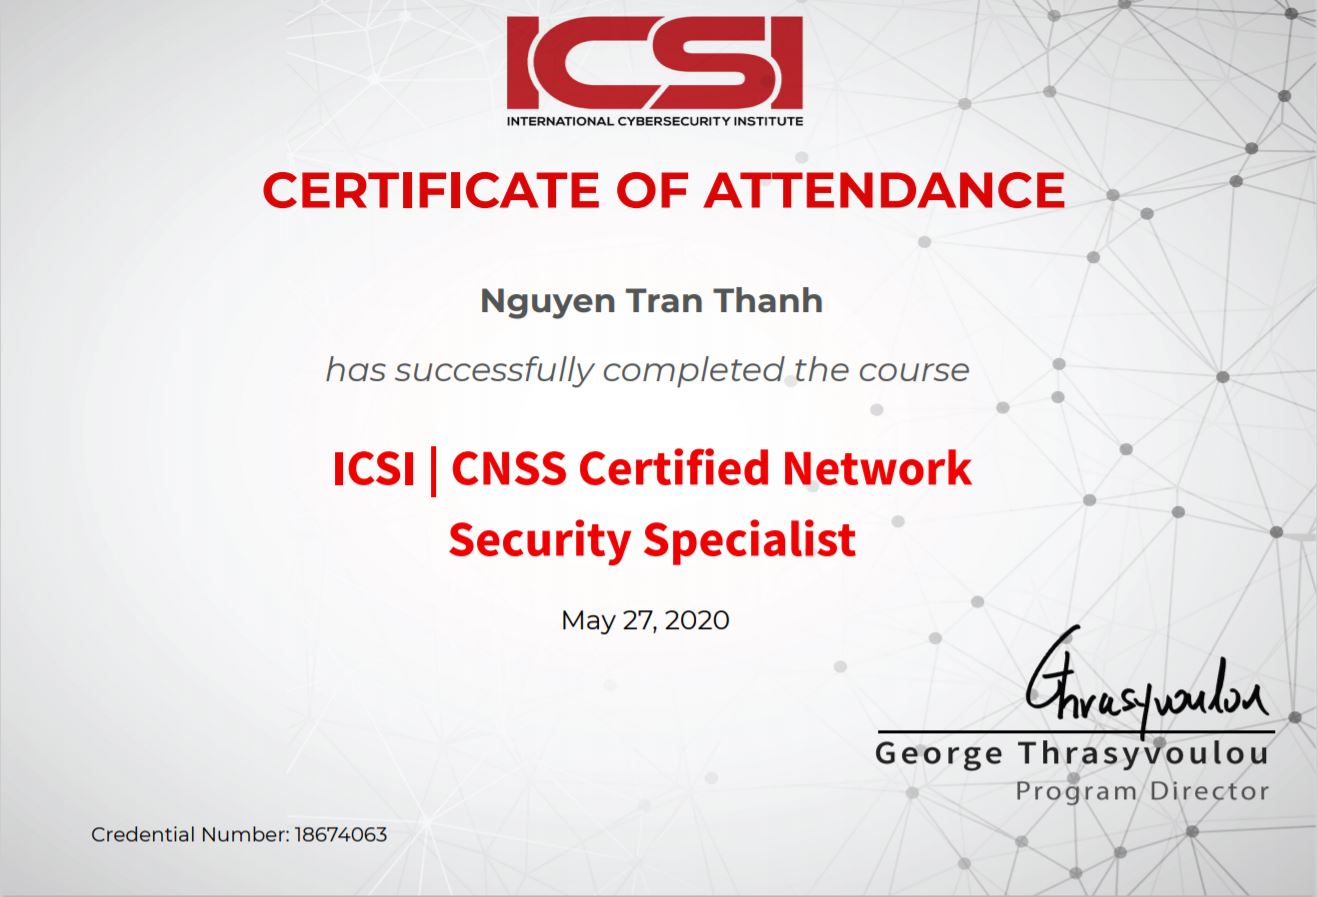 ICSI
INTERNATIONAL CYBERSECURITY INSTITUTE
CERTIFICATE OF ATTENDANCE
Nguyen Tran Thanh
has successfully completed the course
ICSI | CNSS Certified Network
Security Specialist
May 27, 2020
Thrasyvoulou
George Thrasyvoulou
Program Director
Credential Number: 18674063